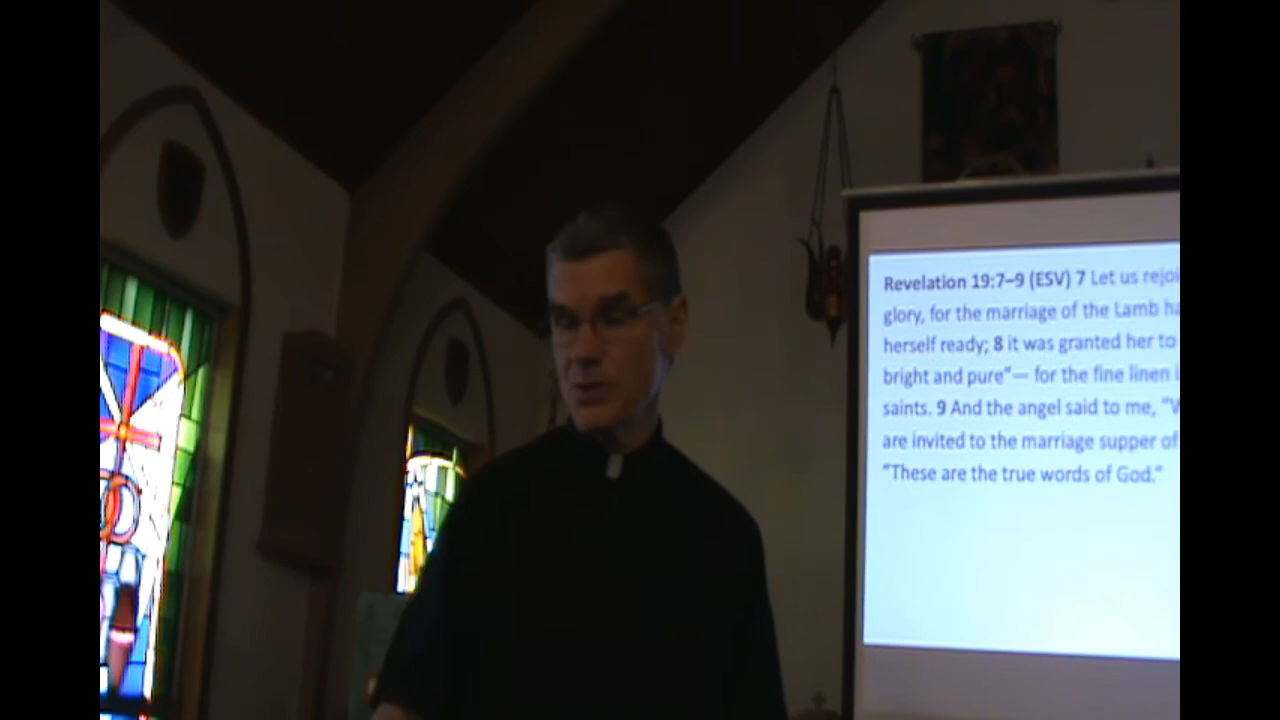 Revelation 19:7–9 (ESV) 7 Let us
glory, for the marriage of the Lamb
herself ready; 8 it was granted her to
bright and pure"— for the fine linen
saints. 9 And the angel said to me,
are invited to the marriage supper of
"These are the true words of God."